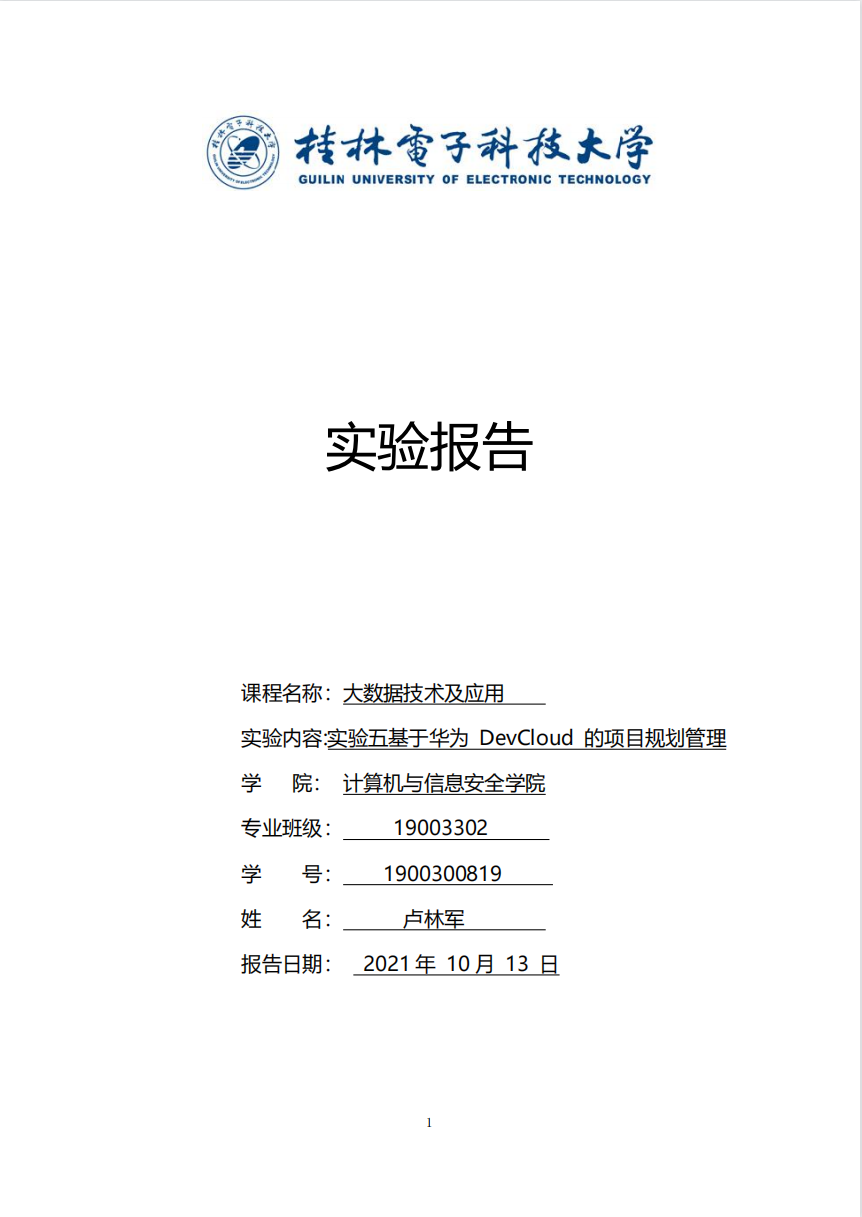 桂林電子科技大学
GUILIN UNIVERSITY OF ELECTRONIC TECHNOLOGY
实验报告
课程名称：大数据技术及应用
实验内容:实验五基于华为 DevCloud 的项目规划管理
学 院： 计算机与信息安全学院
专业班级： 19003302
学 号： 1900300819
姓 名： 卢林军
报告日期： 2021 年 10 月 13 日
1